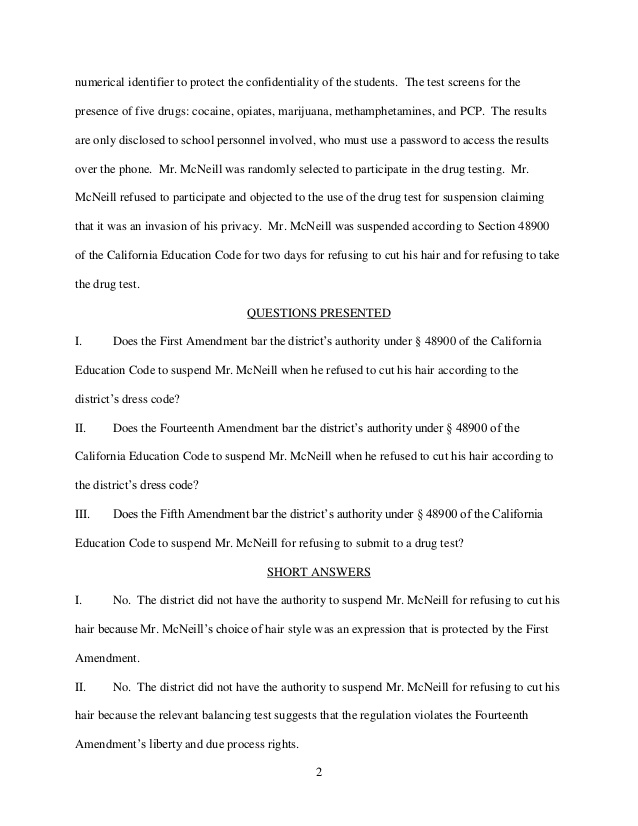 numerical identifier to protect the confidentiality of the students.  The test screens for the
presence of five drugs: cocaine, opiates, marijuana, methamphetamines, and PCP.  The results
are only disclosed to school personnel involved, who must use a password to access the results
over the phone.  Mr. McNeill was randomly selected to participate in the drug testing.  Mr.
McNeill refused to participate and objected to the use of the drug test for suspension claiming
that it was an invasion of his privacy.  Mr. McNeill was suspended according to Section 48900
of the California Education Code for two days for refusing to cut his hair and for refusing to take
the drug test.
QUESTIONS PRESENTED
I. Does the First Amendment bar the district's authority under § 48900 of the California
Education Code to suspend Mr. McNeill when he refused to cut his hair according to the
district's dress code?
II. Does the Fourteenth Amendment bar the district's authority under § 48900 of the
California Education Code to suspend Mr. McNeill when he refused to cut his hair according to
the district's dress code?
III. Does the Fifth Amendment bar the district's authority under § 48900 of the California
Education Code to suspend Mr. McNeill for refusing to submit to a drug test?
SHORT ANSWERS
I. No.  The district did not have the authority to suspend Mr. McNeill for refusing to cut his
hair because Mr. McNeill's choice of hair style was an expression that is protected by the First
Amendment.
II. No.  The district did not have the authority to suspend Mr. McNeill for refusing to cut his
hair because the relevant balancing test suggests that the regulation violates the Fourteenth
Amendment's liberty and due process rights.
2